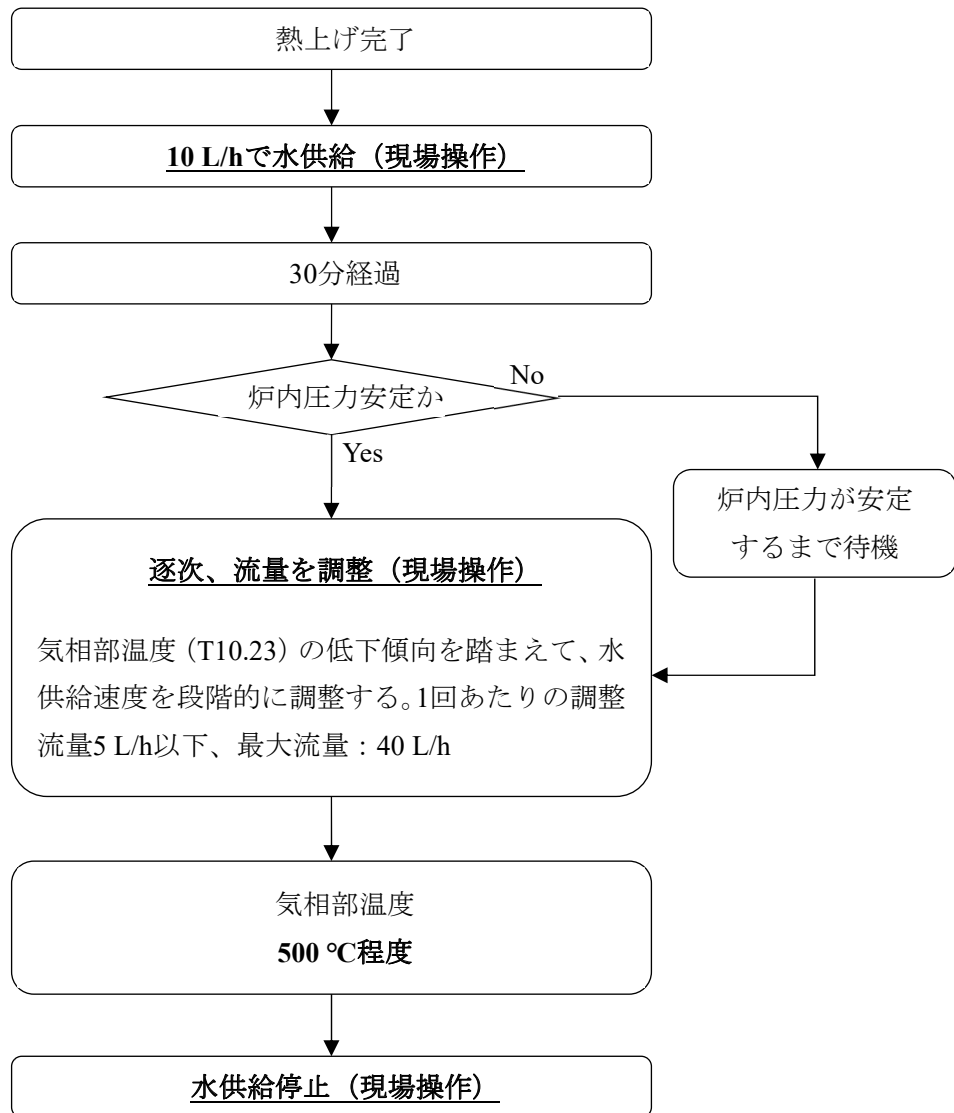 熱上げ完了
10 L/hで水供給（現場操作）
30分経過
炉内圧力安定か
No
Yes
炉内圧力が安定
するまで待機
逐次、流量を調整（現場操作）
気相部温度（T10.23）の低下傾向を踏まえて、水
供給速度を段階的に調整する。1回あたりの調整
流量5 L/h以下、最大流量：40 L/h
気相部温度
500 ℃程度
水供給停止（現場操作）